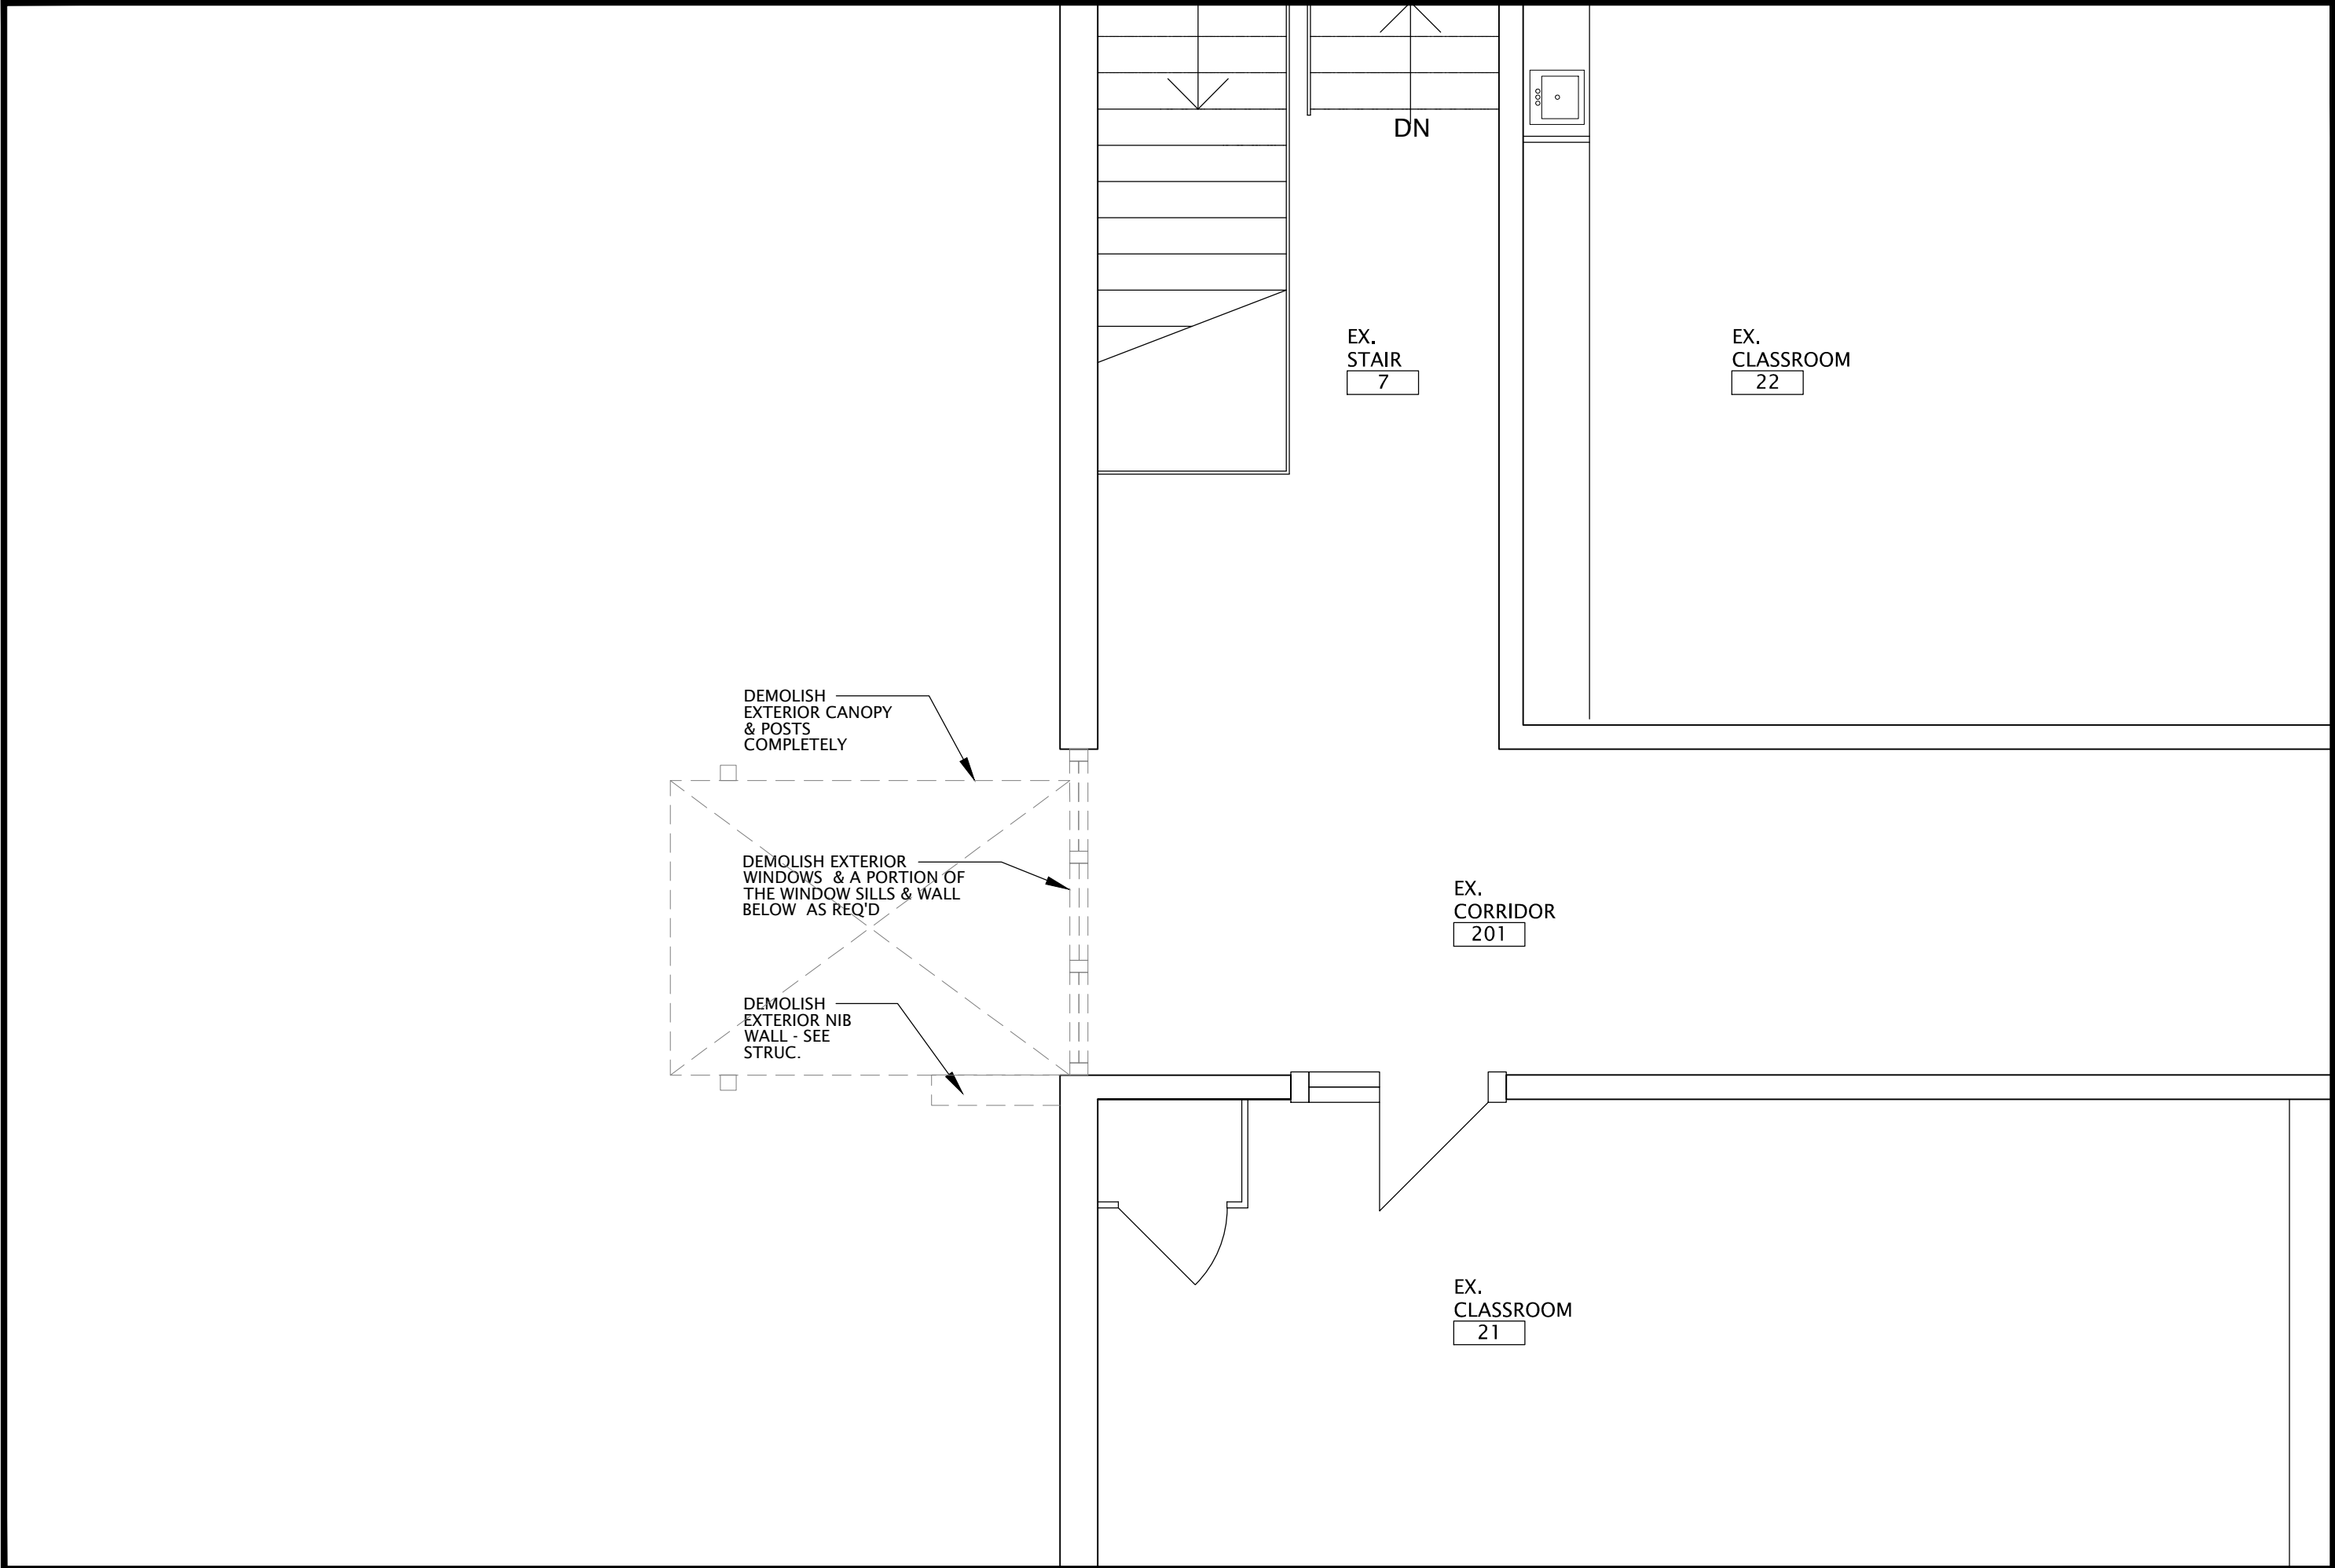 DN
EX.
STAIR
7
EX.
CLASSROOM
22
DEMOLISH
EXTERIOR CANOPY
& POSTS
COMPLETELY
DEMOLISH EXTERIOR
WINDOWS & A PORTION OF
THE WINDOW SILLS & WALL
BELOW AS REQ'D
EX.
CORRIDOR
201
DEMOLISH
EXTERIOR NIB
WALL - SEE
STRUC.
EX.
CLASSROOM
21